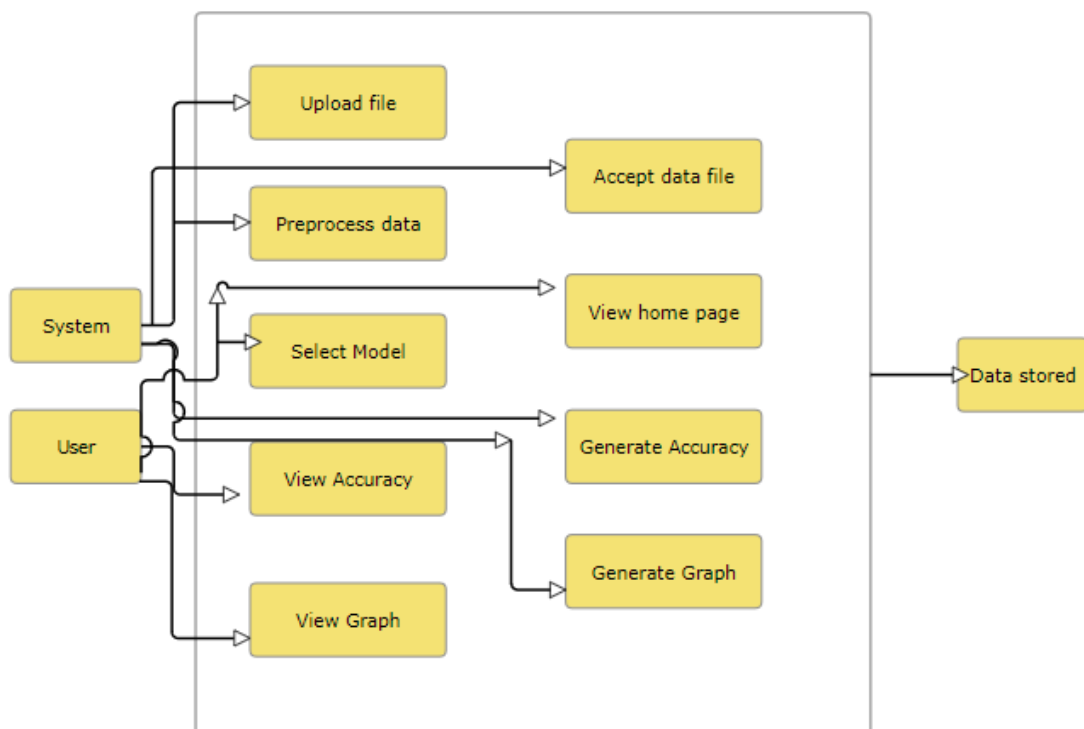 Upload file
Accept data file
Preprocess data
System
View home page
Select Model
Data stored
User
Generate Accuracy
View Accuracy
Generate Graph
View Graph